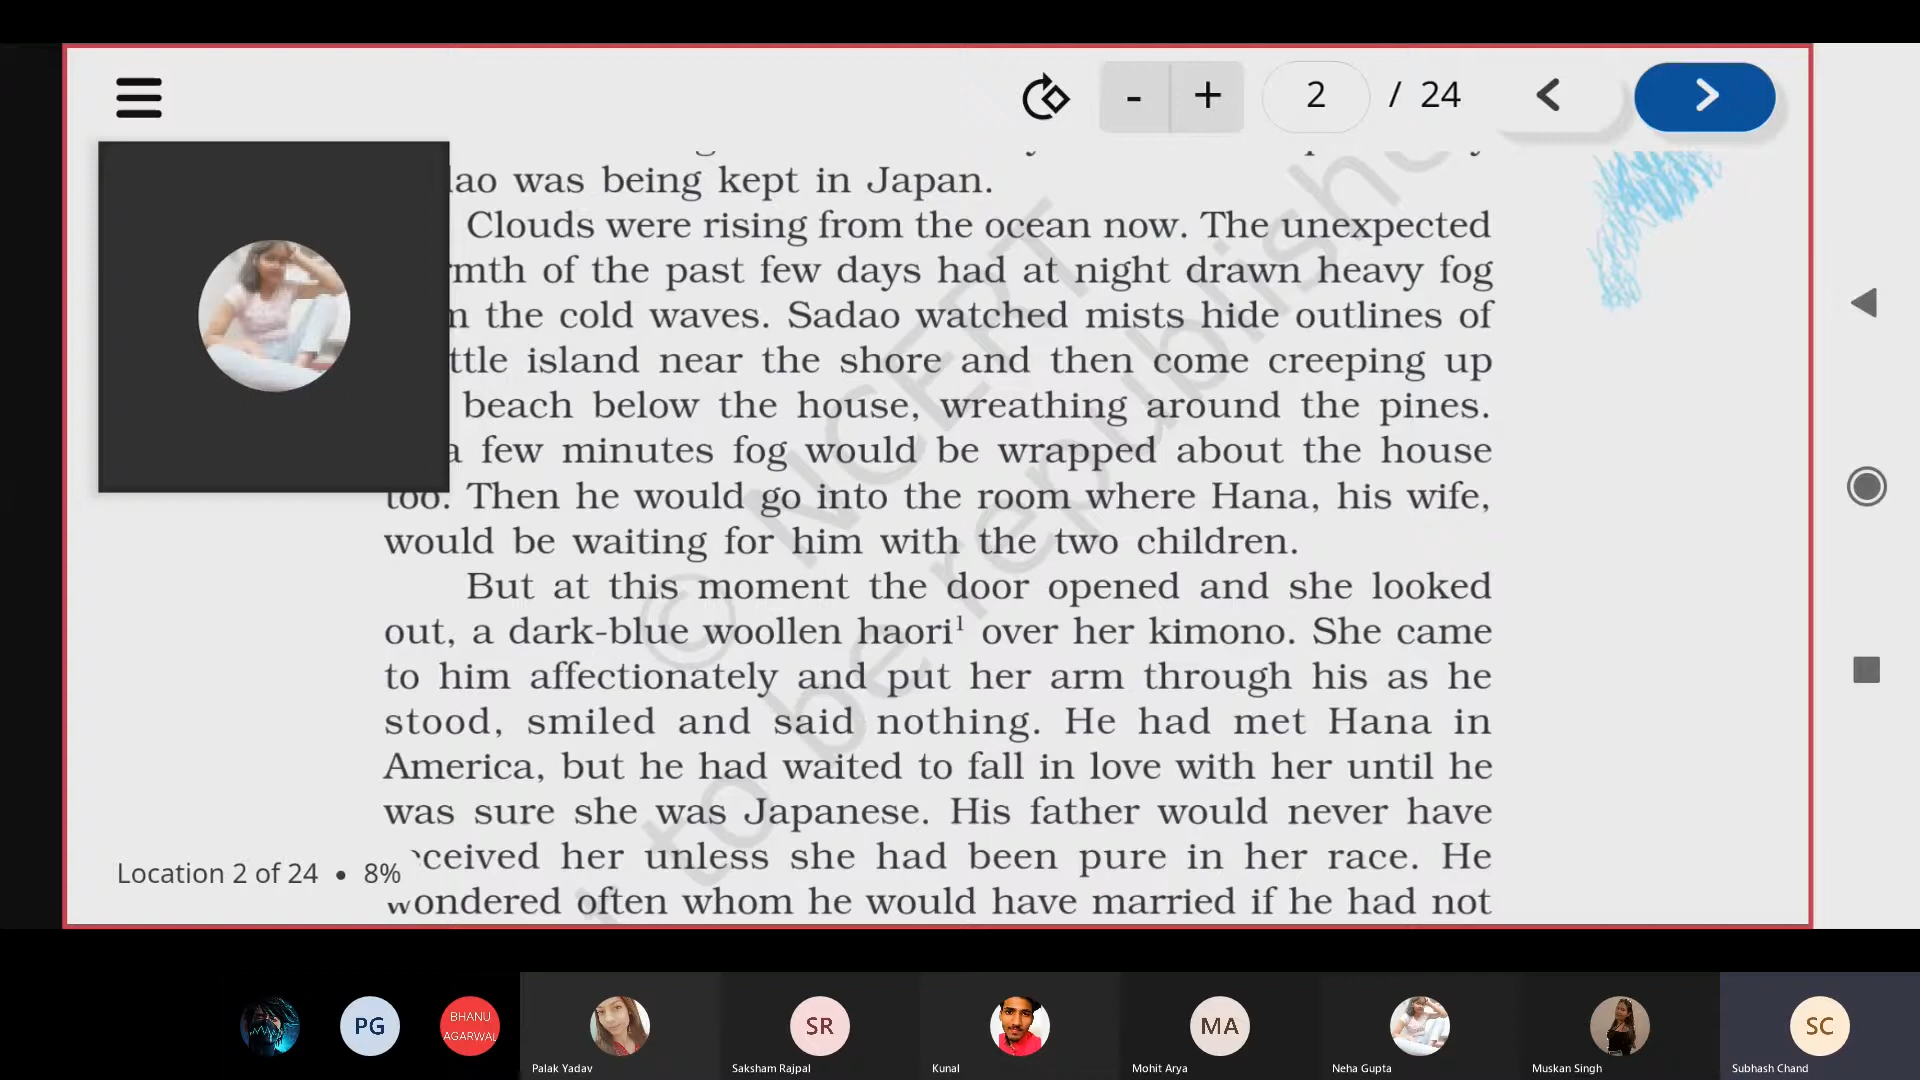 - + 2 / 24
was being kept in Japan.
Clouds were rising from the ocean now. The unexpected
of the past few days had at night drawn heavy fog
the cold waves. Sadao watched mists hide outlines of
island near the shore and then come creeping up
beach below the house, wreathing around the pines.
a few minutes fog would be wrapped about the house
too. Then he would go into the room where Hana, his wife,
would be waiting for him with the two children.
But at this moment the door opened and she looked
out, a dark-blue woollen haori¹ over her kimono. She came
to him affectionately and put her arm through his as he
stood, smiled and said nothing. He had met Hana in
America, but he had waited to fall in love with her until he
was sure she was Japanese. His father would never have
her unless she had been pure in her race. He
wondered often whom he would have married if he had not
© NCERT
to be republished
Location 2 of 24 • 8%
PG
BHANU
AGARWAL
Palak Yadav
SR
Saksham Rajpal
Kunal
MA
Mohit Arya
Neha Gupta
Muskan Singh
SC
Subhash Chand